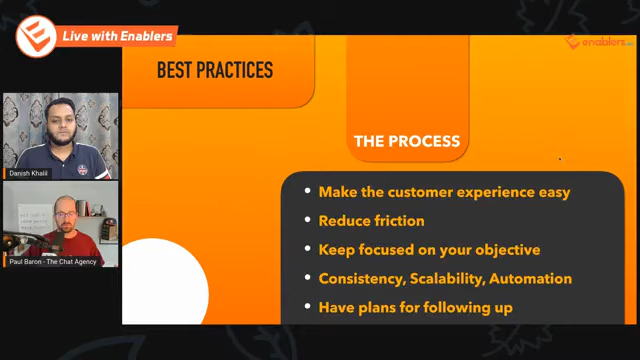 Live with Enablers
Enablers
BEST PRACTICES
THE PROCESS
Danish Khalil
Paul Baron - The Chat Agency
• Make the customer experience easy
• Reduce friction
• Keep focused on your objective
• Consistency, Scalability, Automation
• Have plans for following up